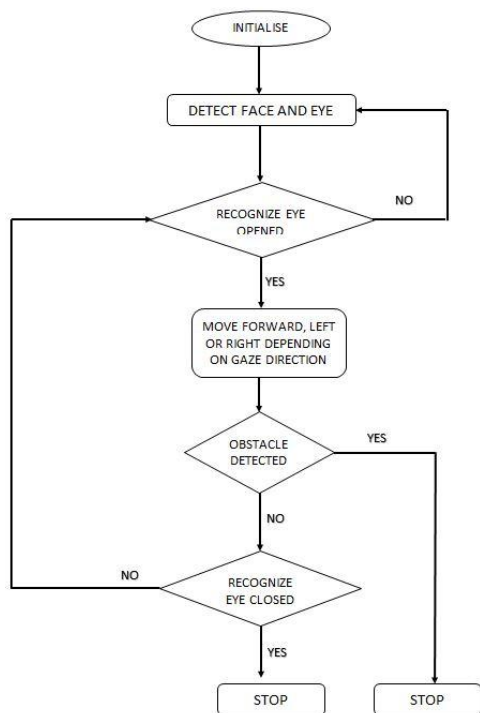 INITIALISE
DETECT FACE AND EYE
RECOGNIZE EYE
OPENED
NO
YES
MOVE FORWARD, LEFT
OR RIGHT DEPENDING
ON GAZE DIRECTION
OBSTACLE
DETECTED
YES
NO
RECOGNIZE
EYE CLOSED
NO
YES
STOP
STOP